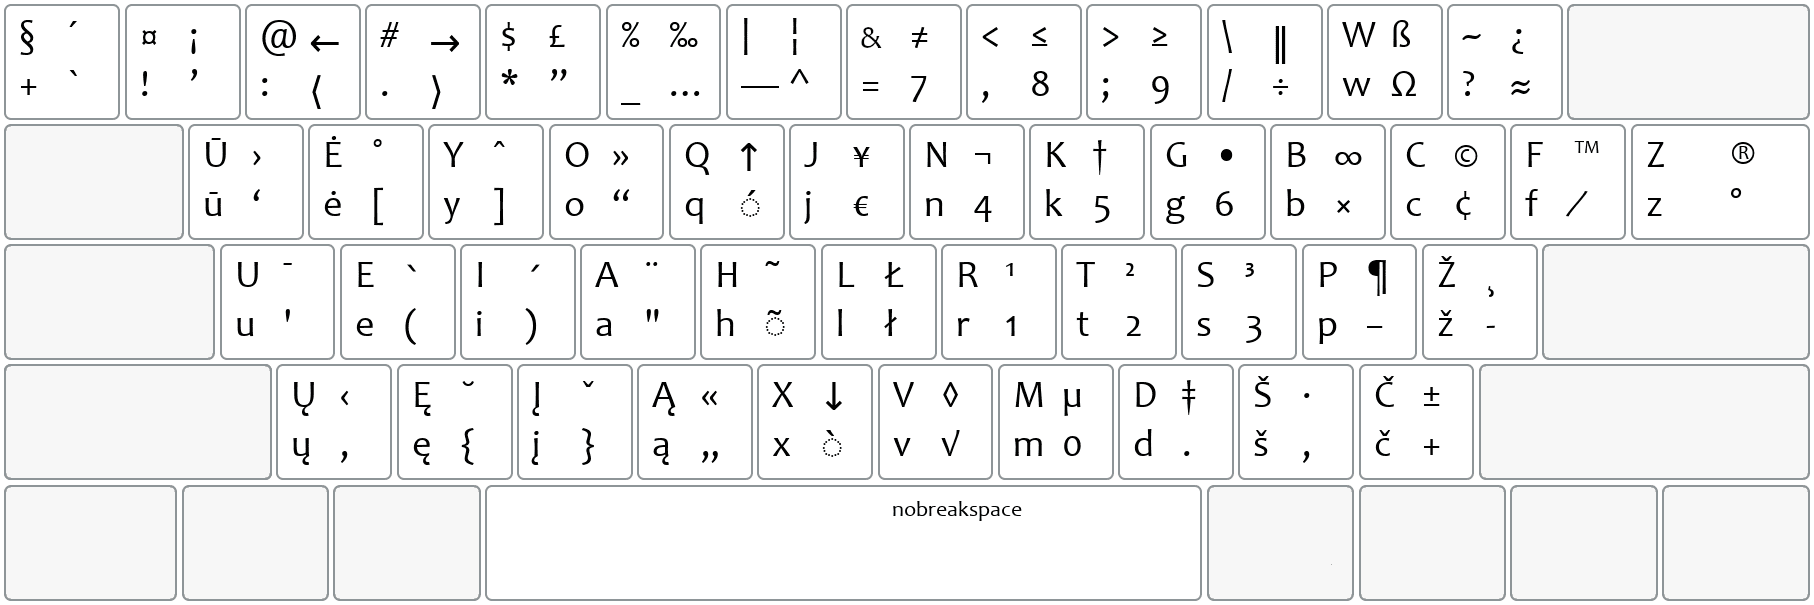 § ´ ¤ ¡ @ ← # → $ £ % ‰ | ¦ & ≠ < ≤ > ≥ \ ‖ W ß ~ ¿
+ ` ! ’ : ⟨ . ⟩ * ” _ … — ^ = 7 , 8 ; 9 / ÷ w Ω ? ≈
Ū › Ė ° Y ˆ O » Q ↑ J ¥ N ¬ K † G • B ∞ C © F ™ Z ®
ū ‘ ė [ y ] o “ q ◌́ j € n 4 k 5 g 6 b × c ¢ f ⁄ z °
U ¯ E ` I ´ A ¨ H ˜ L Ł R ¹ T ² S ³ P ¶ Ž ¸
u ' e ( i ) a " h ◌̃ l ł r 1 t 2 s 3 p – ž -
Ų ‹ Ę ˘ Į ˇ Ą « X ↓ V ◊ M µ D ‡ Š · Č ±
ų ‚ ę { į } ą „ x ◌̀ v √ m 0 d . š , č +
nobreakspace